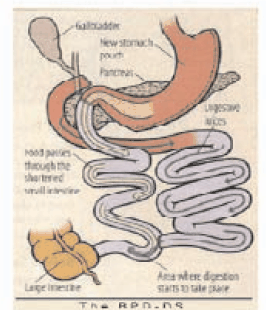 Gallbladder
New stomach
pouch
Pancreas
Digestive
juices
Food passes
through the
shortened
small intestine
Large intestine
Area where digestion
starts to take place
The BPD-DS